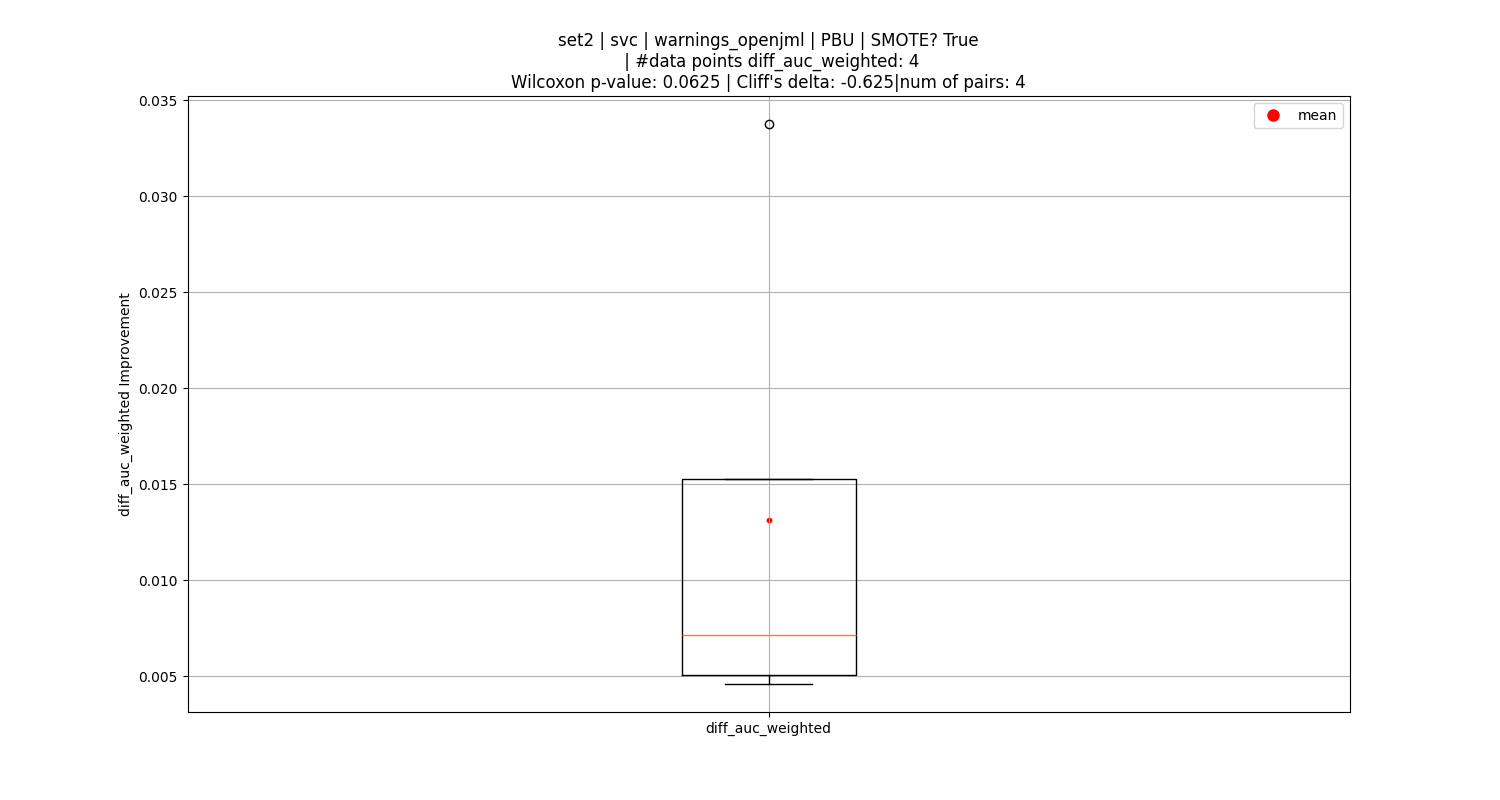 set2 | svc | warnings_openjml | PBU | SMOTE? True
| #data points diff_auc_weighted: 4
Wilcoxon p-value: 0.0625 | Cliff's delta: -0.625|num of pairs: 4
mean
0.035
0.030
0.025
0.020
0.015
0.010
0.005
diff_auc_weighted Improvement
diff_auc_weighted